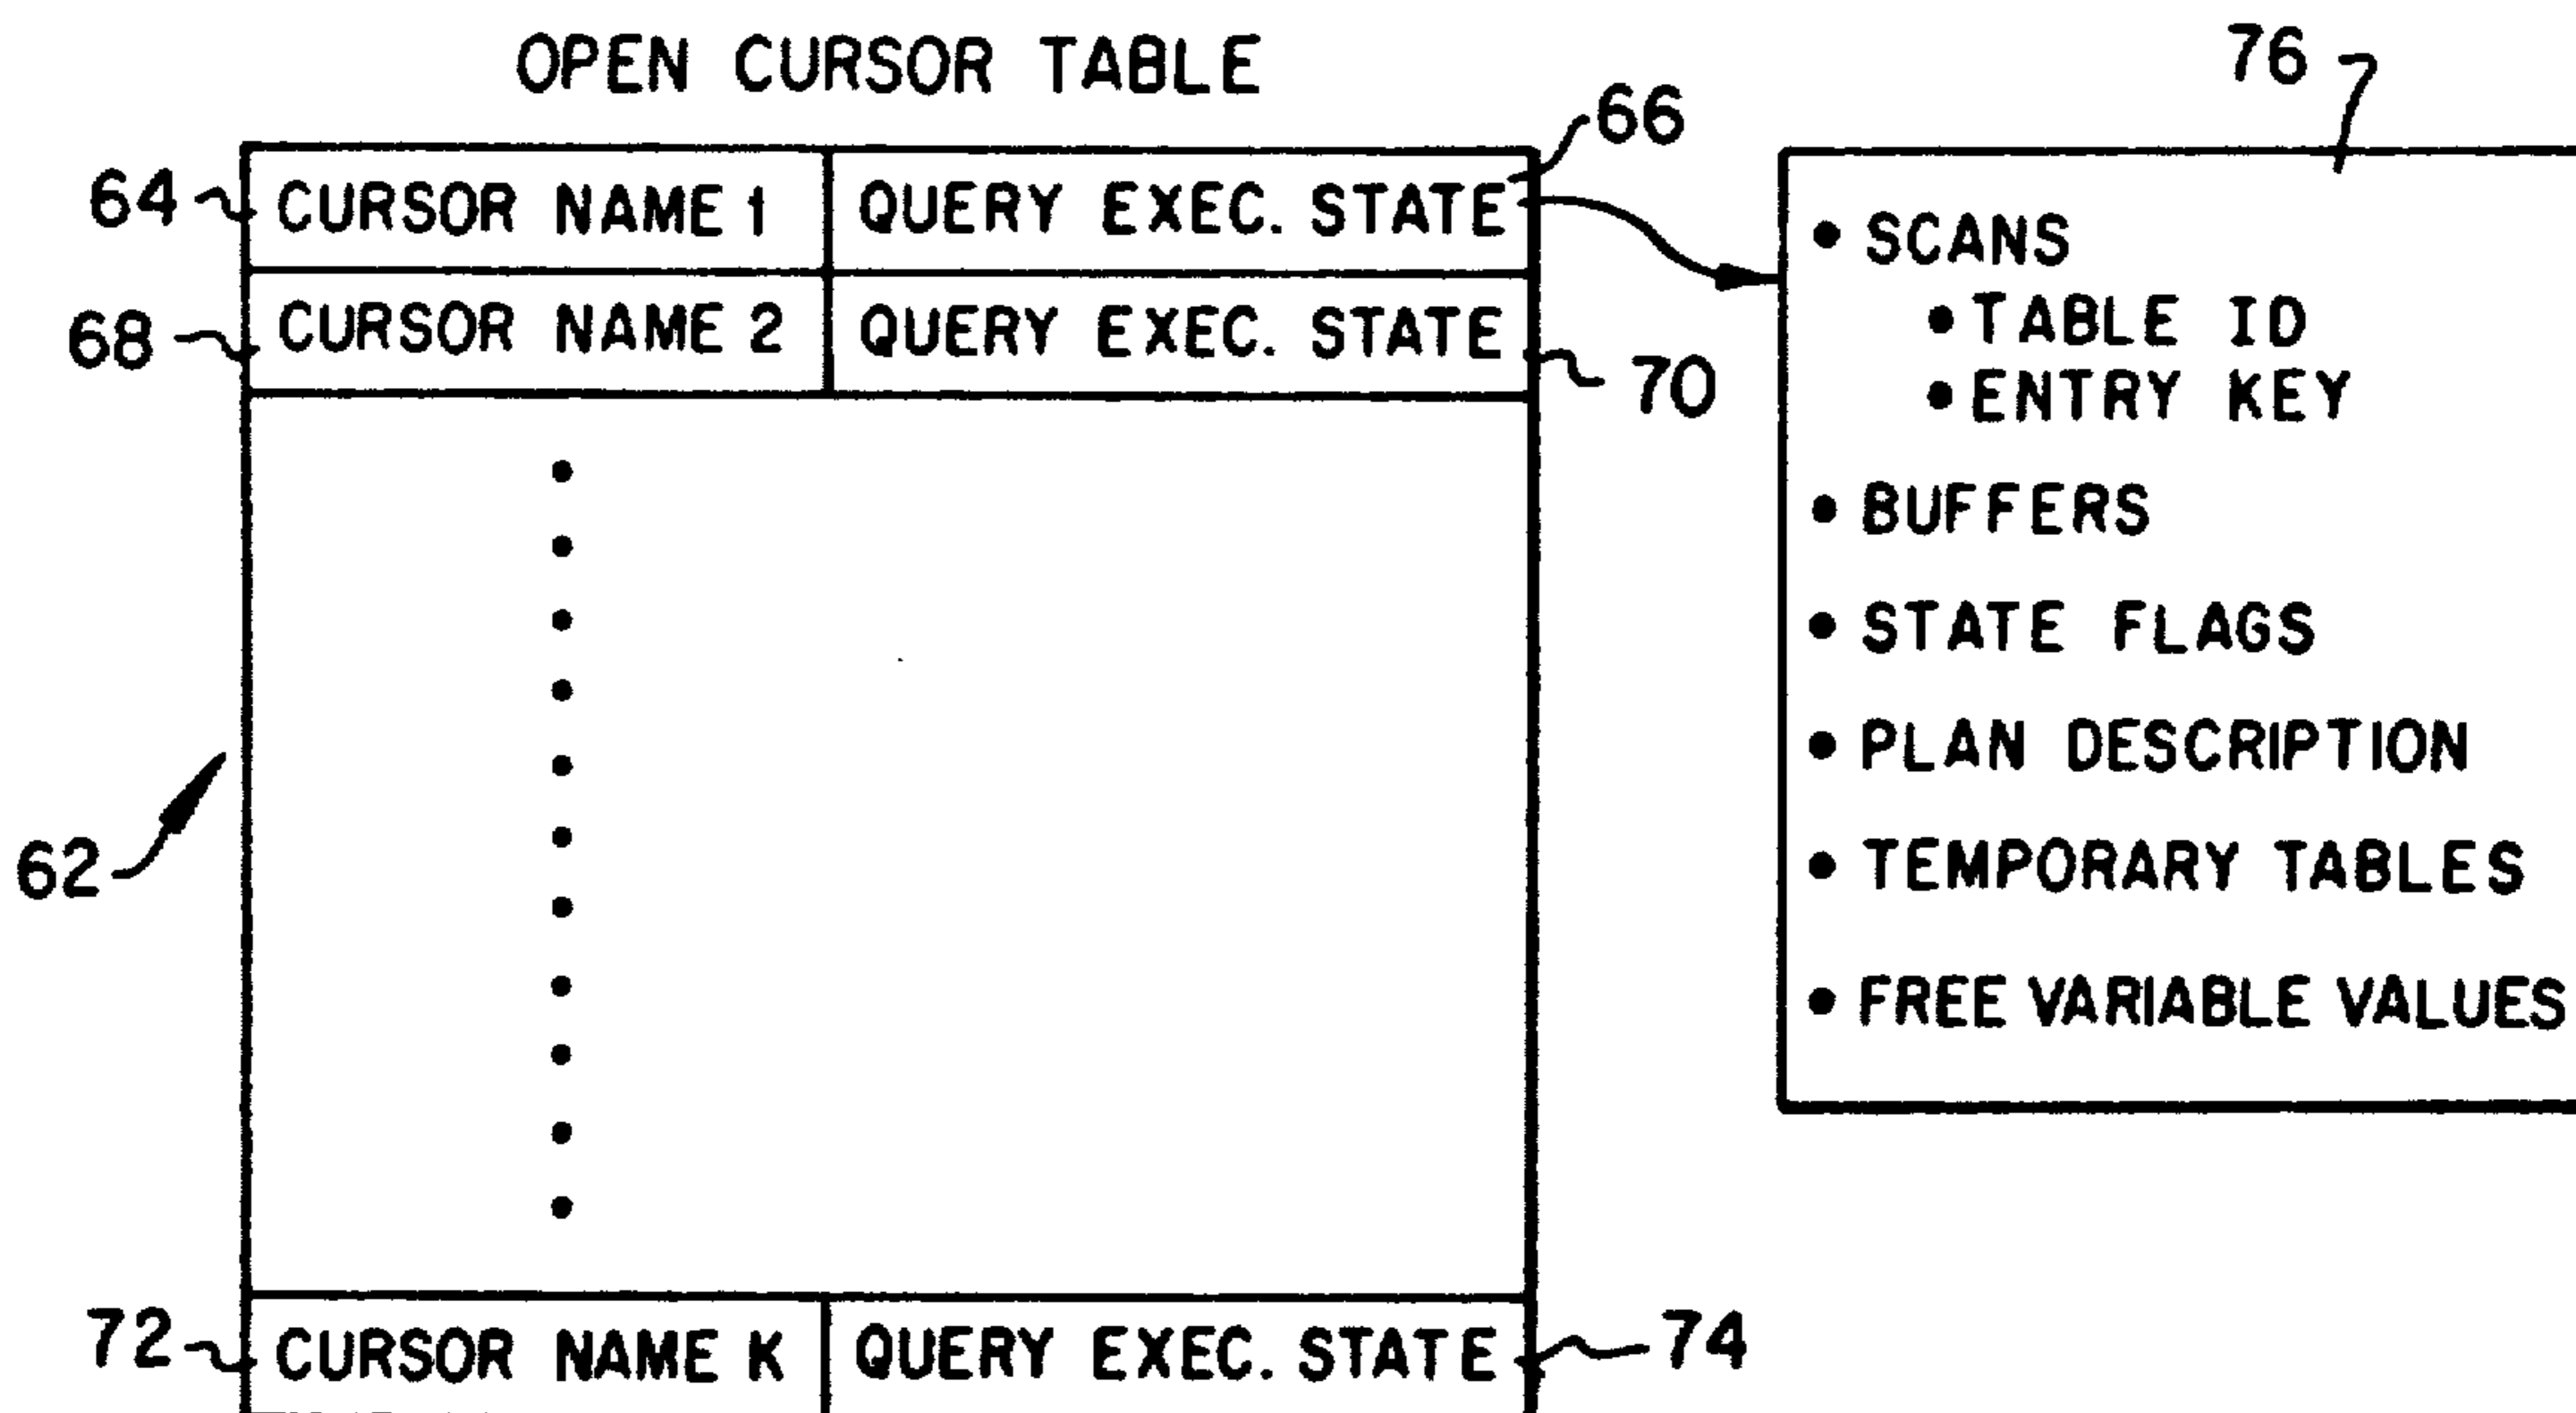 OPEN CURSOR TABLE
76
66
64 CURSOR NAME 1 QUERY EXEC. STATE
68 CURSOR NAME 2 QUERY EXEC. STATE
70
62
72 CURSOR NAME K QUERY EXEC. STATE 74
• SCANS
• TABLE ID
• ENTRY KEY
• BUFFERS
• STATE FLAGS
• PLAN DESCRIPTION
• TEMPORARY TABLES
• FREE VARIABLE VALUES